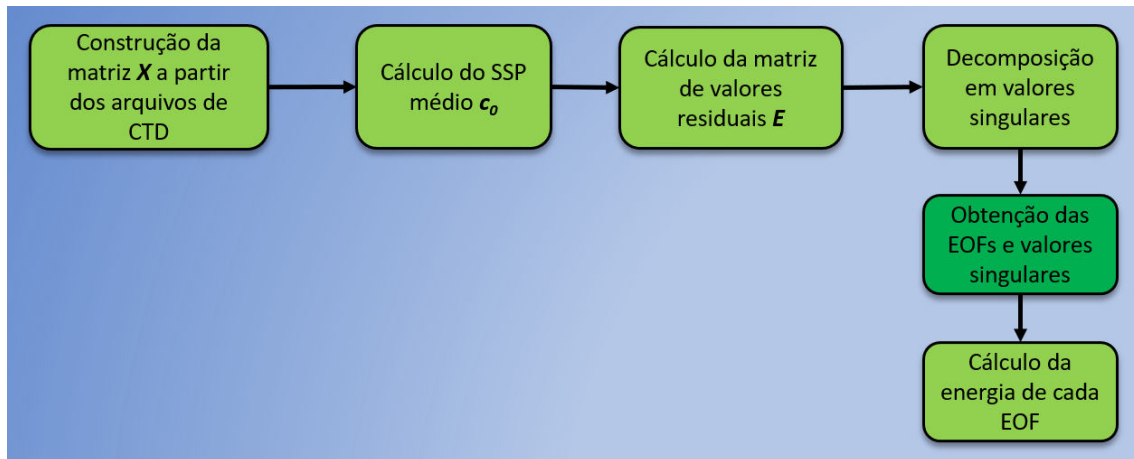 Construção da
matriz X a partir
dos arquivos de
CTD
Cálculo do SSP
médio c₀
Cálculo da matriz
de valores
residuais E
Decomposição
em valores
singulares
Obtenção das
EOFs e valores
singulares
Cálculo da
energia de cada
EOF